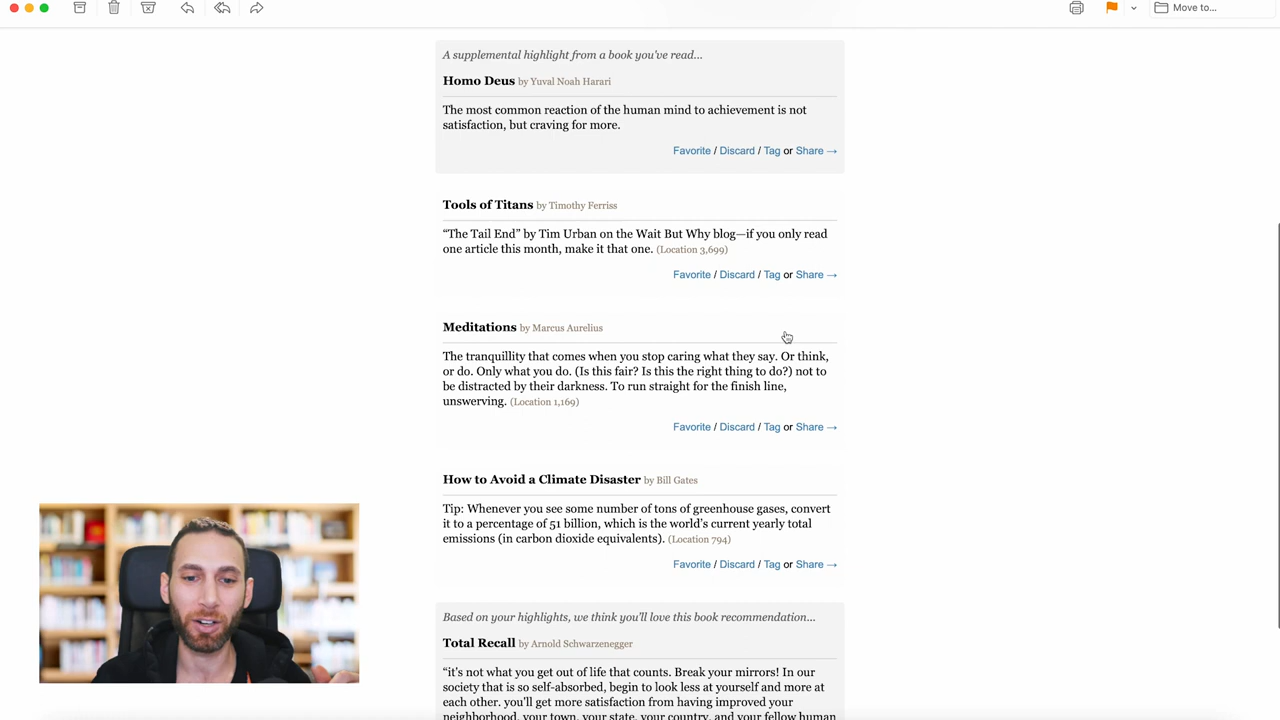 Move to...
A supplemental highlight from a book you've read...
Homo Deus by Yuval Noah Harari
The most common reaction of the human mind to achievement is not
satisfaction, but craving for more.
Favorite / Discard / Tag or Share →
Tools of Titans by Timothy Ferriss
“The Tail End” by Tim Urban on the Wait But Why blog—if you only read
one article this month, make it that one. (Location 3,699)
Favorite / Discard / Tag or Share →
Meditations by Marcus Aurelius
The tranquillity that comes when you stop caring what they say. Or think,
or do. Only what you do. (Is this fair? Is this the right thing to do?) not to
be distracted by their darkness. To run straight for the finish line,
unswerving. (Location 1,169)
Favorite / Discard / Tag or Share →
How to Avoid a Climate Disaster by Bill Gates
Tip: Whenever you see some number of tons of greenhouse gases, convert
it to a percentage of 51 billion, which is the world's current yearly total
emissions (in carbon dioxide equivalents). (Location 794)
Favorite / Discard / Tag or Share →
Based on your highlights, we think you'll love this book recommendation...
Total Recall by Arnold Schwarzenegger
“it's not what you get out of life that counts. Break your mirrors! In our
society that is so self-absorbed, begin to look less at yourself and more at
each other. you'll get more satisfaction from having improved your
neighborhood, your town, your state, your country, and your fellow human